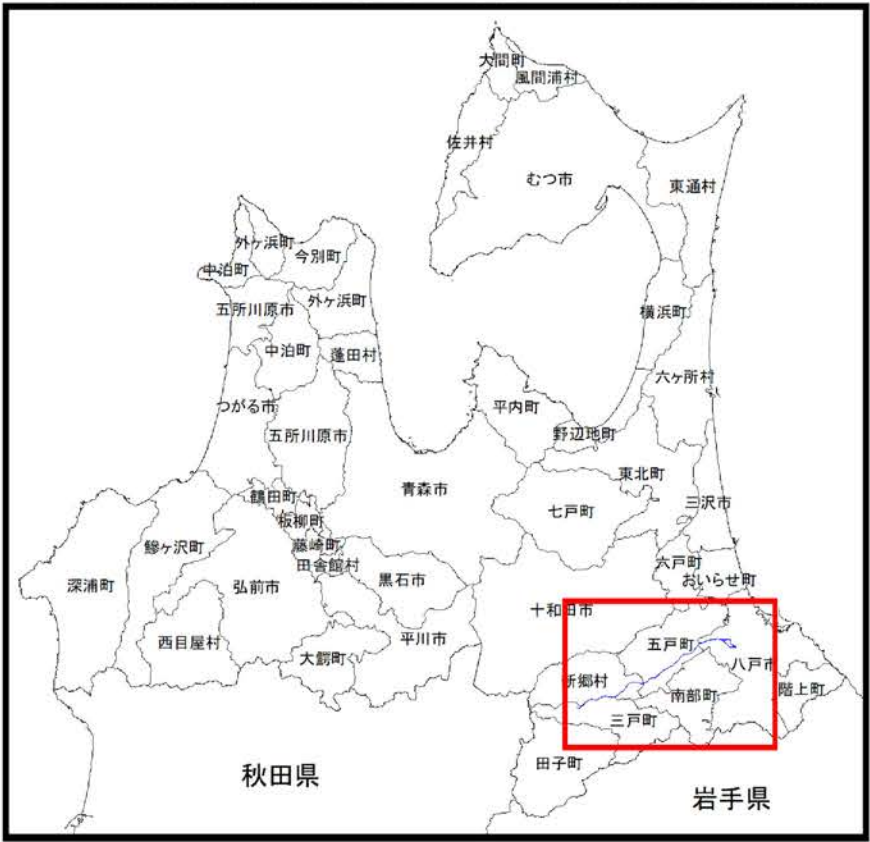 大間町
風間浦村
佐井村
むつ市
東通村
外ヶ浜町
今別町
中泊町
外ヶ浜町
五所川原市
横浜町
中泊町
蓬田村
六ヶ所村
つがる市
平内町
五所川原市
野辺地町
東北町
青森市
鶴田町
三沢市
七戸町
板柳町
藤崎町
鰺ヶ沢町
田舎館村
六戸町
黒石市
おいらせ町
深浦町
弘前市
十和田市
西目屋村
平川市
五戸町
大鰐町
八戸市
新郷村
階上町
南部町
三戸町
田子町
秋田県
岩手県